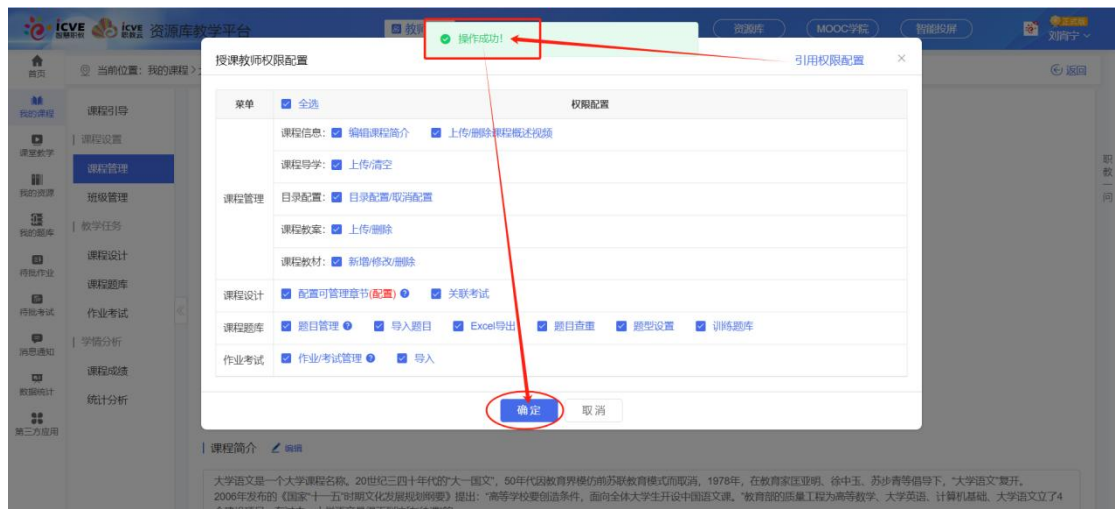 智慧职教 icve 职教云 资源库教学平台
资源库 MOOC学院 智能投屏 正式版
刘向宁
操作成功!
首页
当前位置：我的课程>
返回
授课教师权限配置 引用权限配置 ×
我的课程
课堂教学
我的资源
我的题库
待批作业
待批考试
消息通知
数据统计
第三方应用
课程引导
课程设置
课程管理
班级管理
教学任务
课程设计
课程题库
作业考试
学情分析
课程成绩
统计分析
菜单 全选 权限配置
课程管理
课程信息: 编辑课程简介 上传/删除课程概述视频
课程导学: 上传/清空
目录配置: 目录配置/取消配置
课程教案: 上传/删除
课程教材: 新增/修改/删除
课程设计 配置可管理章节(配置) 关联考试
课程题库 题目管理 导入题目 Excel导出 题目查重 题型设置 训练题库
作业考试 作业/考试管理 导入
确定 取消
职教一问
课程简介 编辑
大学语文是一个大学课程名称。20世纪三四十年代的“大一国文”，50年代因教育界模仿前苏联教育模式而取消，1978年，在教育家匡亚明、徐中玉、苏步青等倡导下，“大学语文”复开。
2006年发布的《国家“十一五”时期文化发展规划纲要》提出：“高等学校要创造条件，面向全体大学生开设中国语文课。”教育部的质量工程为高等数学、大学英语、计算机基础、大学语文立了4